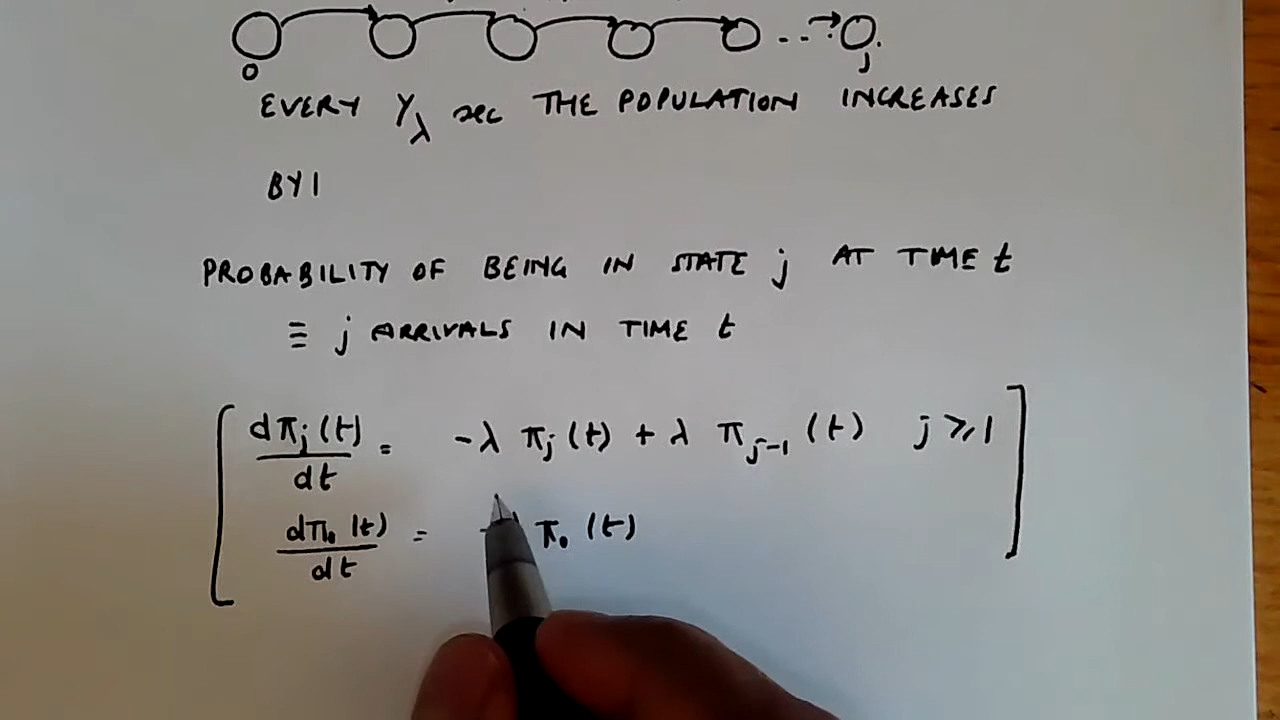 0 j
EVERY 1/λ sec THE POPULATION INCREASES
BY 1
PROBABILITY OF BEING IN STATE j AT TIME t
≡ j ARRIVALS IN TIME t
dπj(t)/dt = -λ πj(t) + λ πj-1(t) j ≥ 1
dπ0(t)/dt = - π0(t)